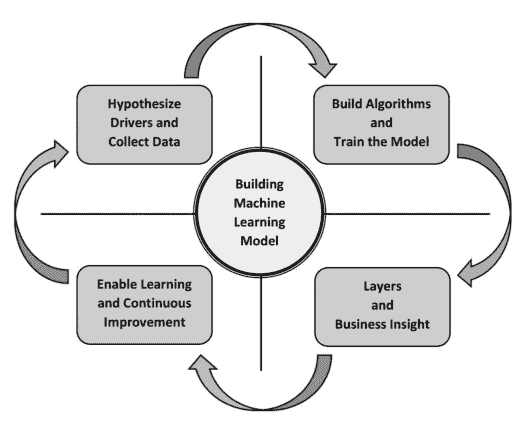 Hypothesize
Drivers and
Collect Data
Build Algorithms
and
Train the Model
Building
Machine
Learning
Model
Enable Learning
and Continuous
Improvement
Layers
and
Business Insight